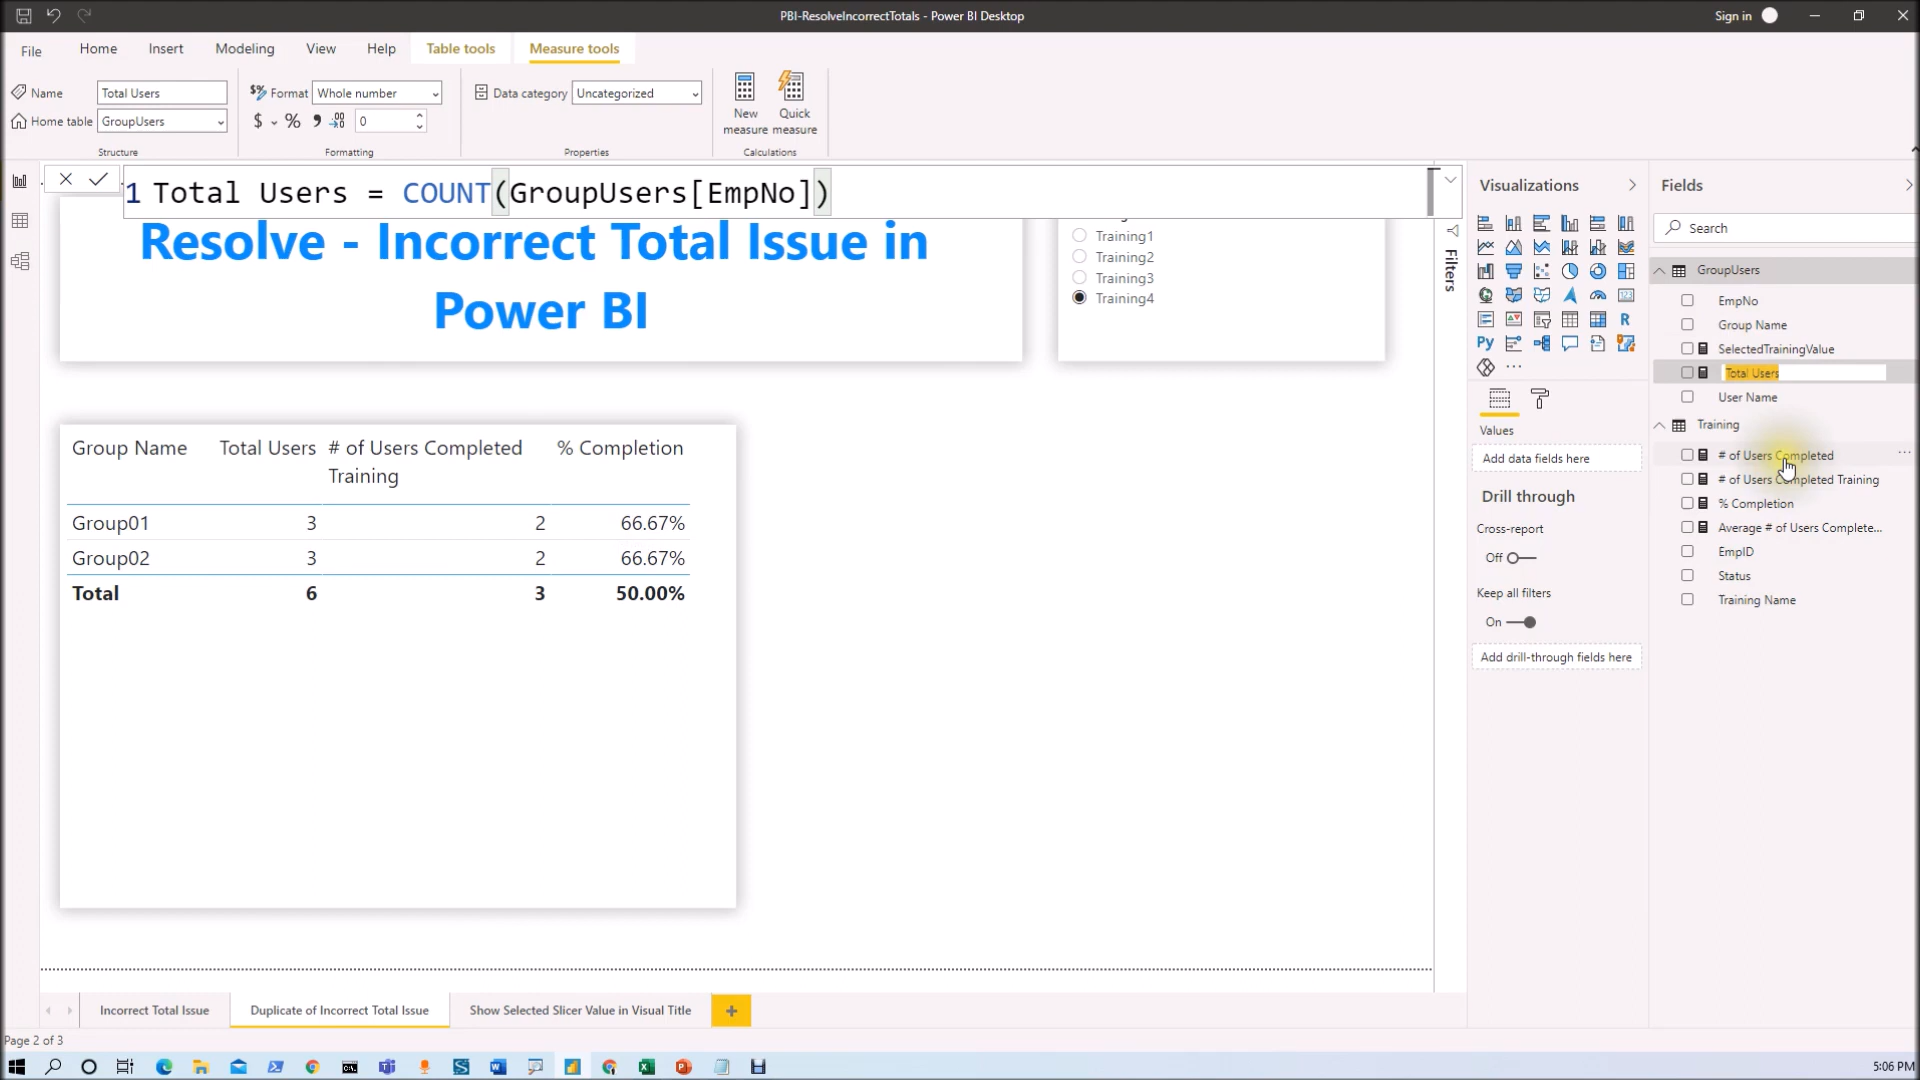 PBI-ResolveIncorrectTotals - Power BI Desktop
Sign in
File
Home
Insert
Modeling
View
Help
Table tools
Measure tools
Name
Total Users
Home table
GroupUsers
Structure
Format
Whole number
$
%
0
Formatting
Data category
Uncategorized
Properties
New
measure
Quick
measure
Calculations
1 Total Users = COUNT(GroupUsers[EmpNo])
Resolve - Incorrect Total Issue in
Power BI
Training1
Training2
Training3
Training4
Group Name
Total Users
# of Users Completed
Training
% Completion
Group01 3 2 66.67%
Group02 3 2 66.67%
Total 6 3 50.00%
Filters
Visualizations
R
Py
Values
Add data fields here
Drill through
Cross-report
Off
Keep all filters
On
Add drill-through fields here
Fields
Search
GroupUsers
EmpNo
Group Name
SelectedTrainingValue
Total Users
User Name
Training
# of Users Completed
# of Users Completed Training
% Completion
Average # of Users Complete...
EmpID
Status
Training Name
Incorrect Total Issue
Duplicate of Incorrect Total Issue
Show Selected Slicer Value in Visual Title
+
Page 2 of 3
5:06 PM